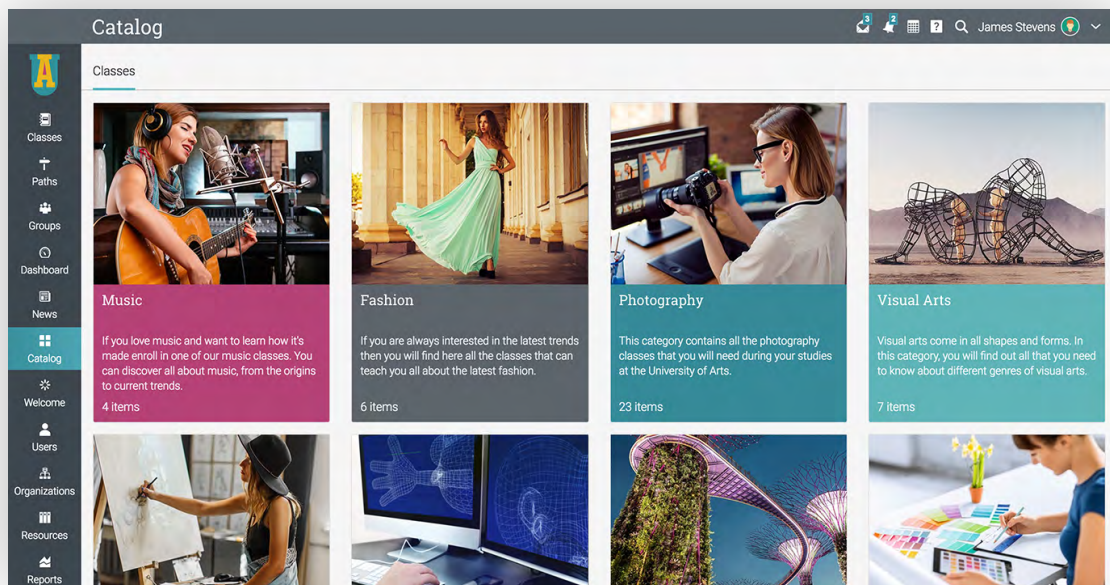 Catalog
3
2
?
James Stevens
A
Classes
Paths
Groups
Dashboard
News
Catalog
Welcome
Users
Organizations
Resources
Reports
Classes
Music
If you love music and want to learn how it's
made enroll in one of our music classes. You
can discover all about music, from the origins
to current trends.
4 items
Fashion
If you are always interested in the latest trends
then you will find here all the classes that can
teach you all about the latest fashion.
6 items
Photography
This category contains all the photography
classes that you will need during your studies
at the University of Arts.
23 items
Visual Arts
Visual arts come in all shapes and forms. In
this category, you will find out all that you need
to know about different genres of visual arts.
7 items